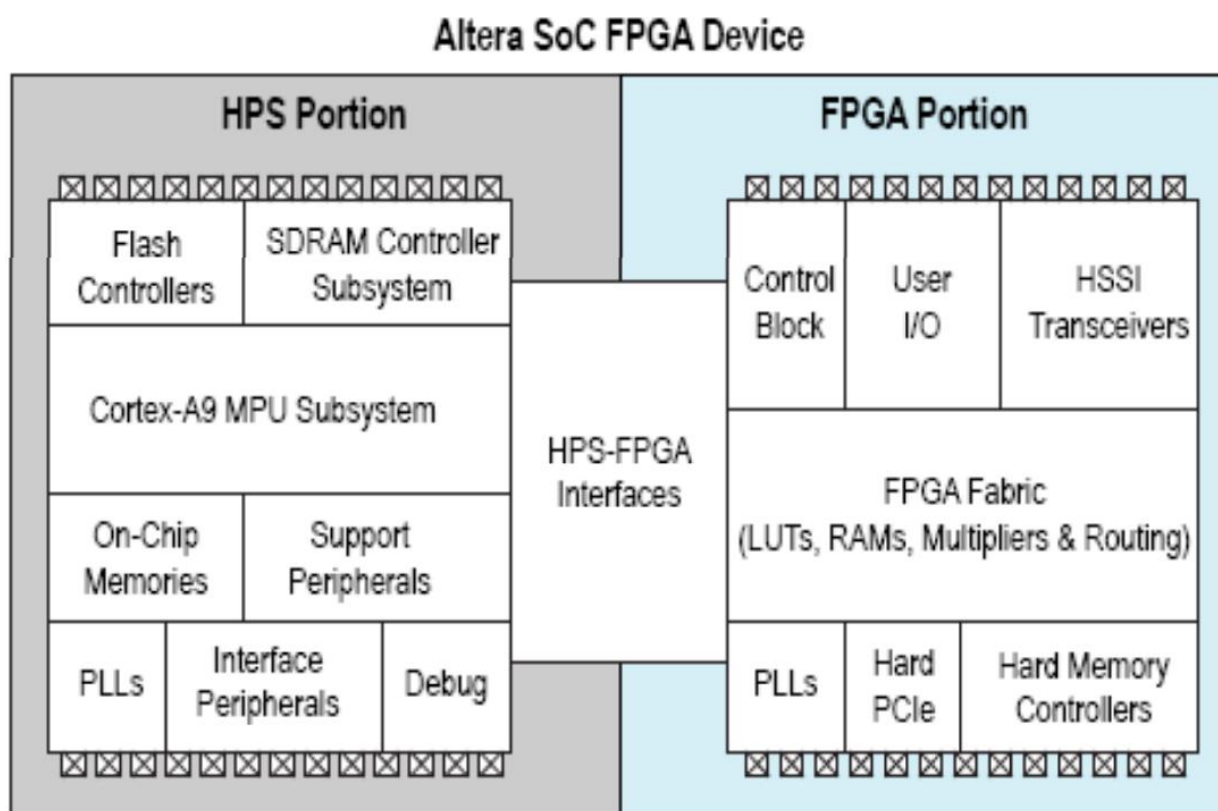 Altera SoC FPGA Device
HPS Portion
FPGA Portion
Flash
Controllers
SDRAM Controller
Subsystem
Cortex-A9 MPU Subsystem
On-Chip
Memories
Support
Peripherals
PLLs
Interface
Peripherals
Debug
HPS-FPGA
Interfaces
Control
Block
User
I/O
HSSI
Transceivers
FPGA Fabric
(LUTs, RAMs, Multipliers & Routing)
PLLs
Hard
PCIe
Hard Memory
Controllers